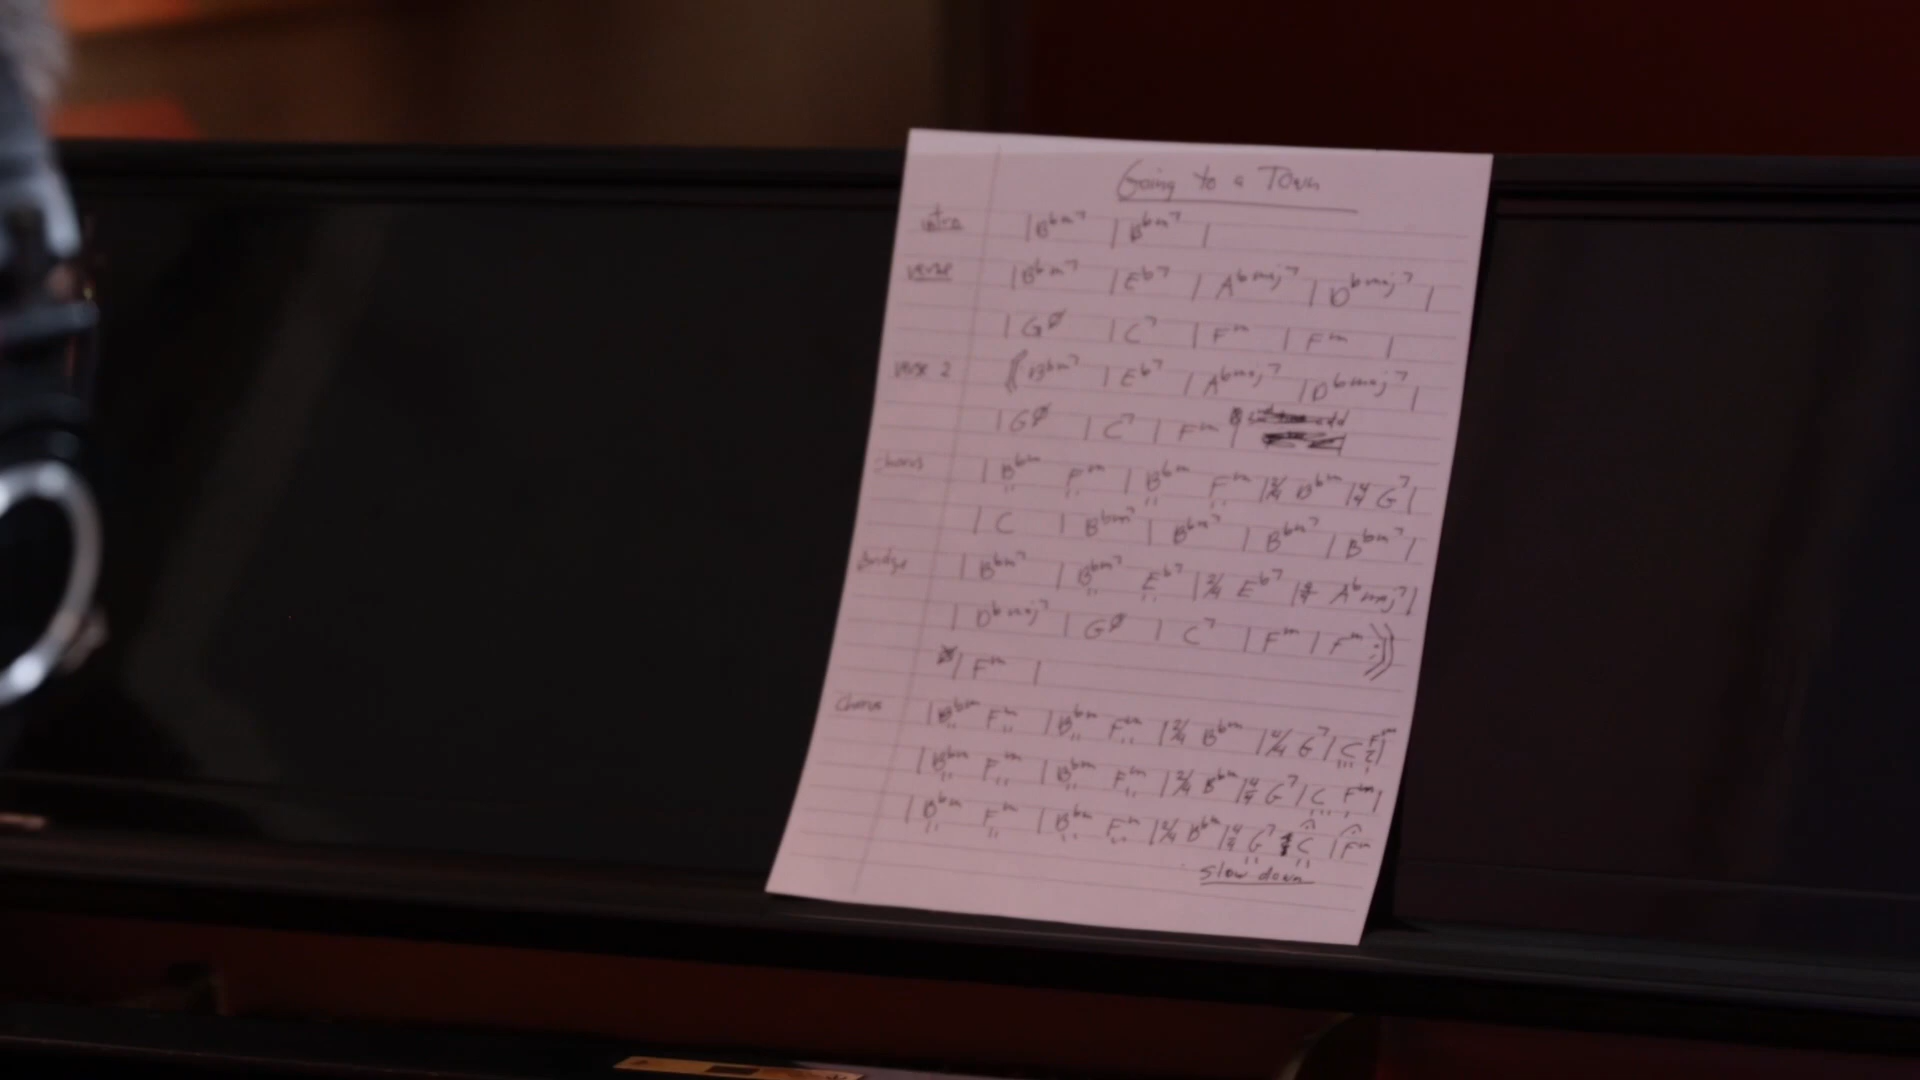 Going to a Town
intro |Bbm7 |Bbm7 |
verse |Bbm7 |Eb7 |Abmaj7 |Dbmaj7 |
|GØ |C7 |Fm |Fm |
verse 2 Bbm7 |Eb7 |Abmaj7 |Dbmaj7 |
|GØ |C7 |Fm |
chorus |Bbm Fm |Bbm Fm |2/4 Bbm |4/4 G7|
|C |Bbm7 |Bbm7 |Bbm7 |Bbm7|
Bridge |Bbm7 |Bbm7 Eb7 |2/4 Eb7 |4/4 Abmaj7|
|Dbmaj7 |GØ |C7 |Fm |Fm
|Fm |
Chorus |Bbm Fm |Bbm Fm |2/4 Bbm |4/4 G7|C Fm|
|Bbm Fm |Bbm Fm |2/4 Bbm|4/4 G7|C Fm|
|Bbm Fm |Bbm Fm |2/4 Bbm|4/4 G7 C |Fm
slow down